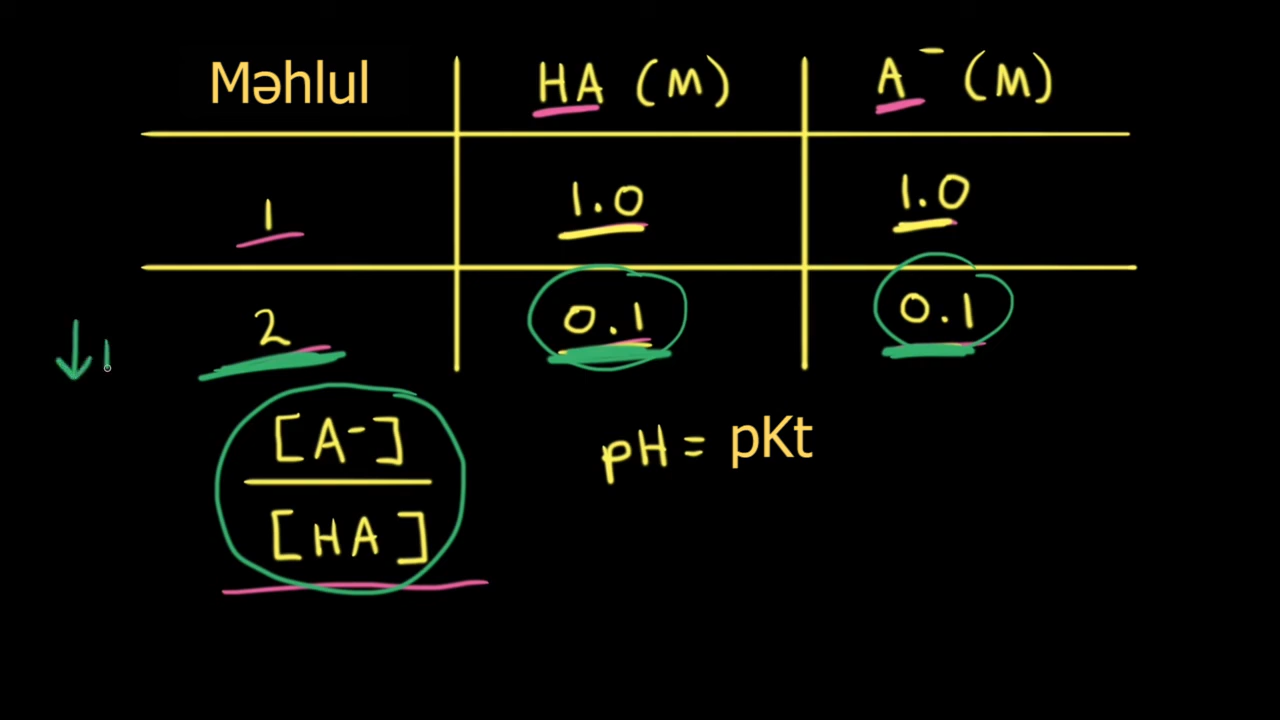 Məhlul HA (M) A⁻ (M)
1 1.0 1.0
2 0.1 0.1
[A⁻]
[HA]
pH = pKt